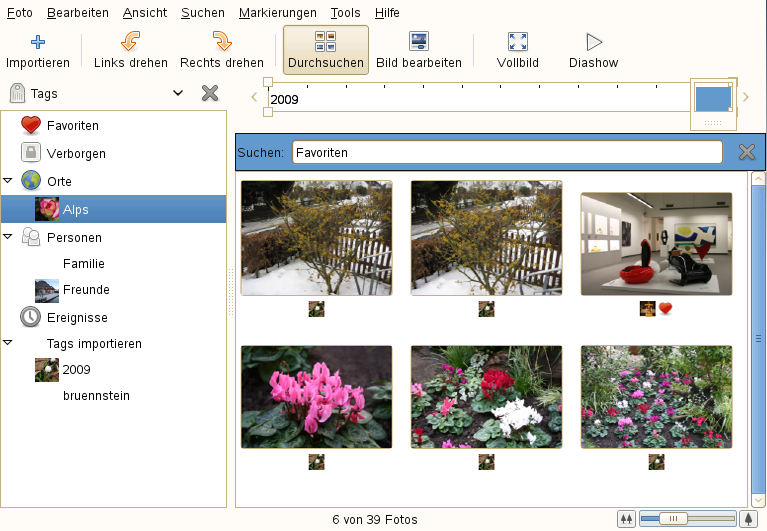 Foto Bearbeiten Ansicht Suchen Markierungen Tools Hilfe
Importieren Links drehen Rechts drehen Durchsuchen Bild bearbeiten Vollbild Diashow
Tags
2009
Favoriten
Verborgen
Orte
Alps
Personen
Familie
Freunde
Ereignisse
Tags importieren
2009
bruennstein
Suchen: Favoriten
6 von 39 Fotos